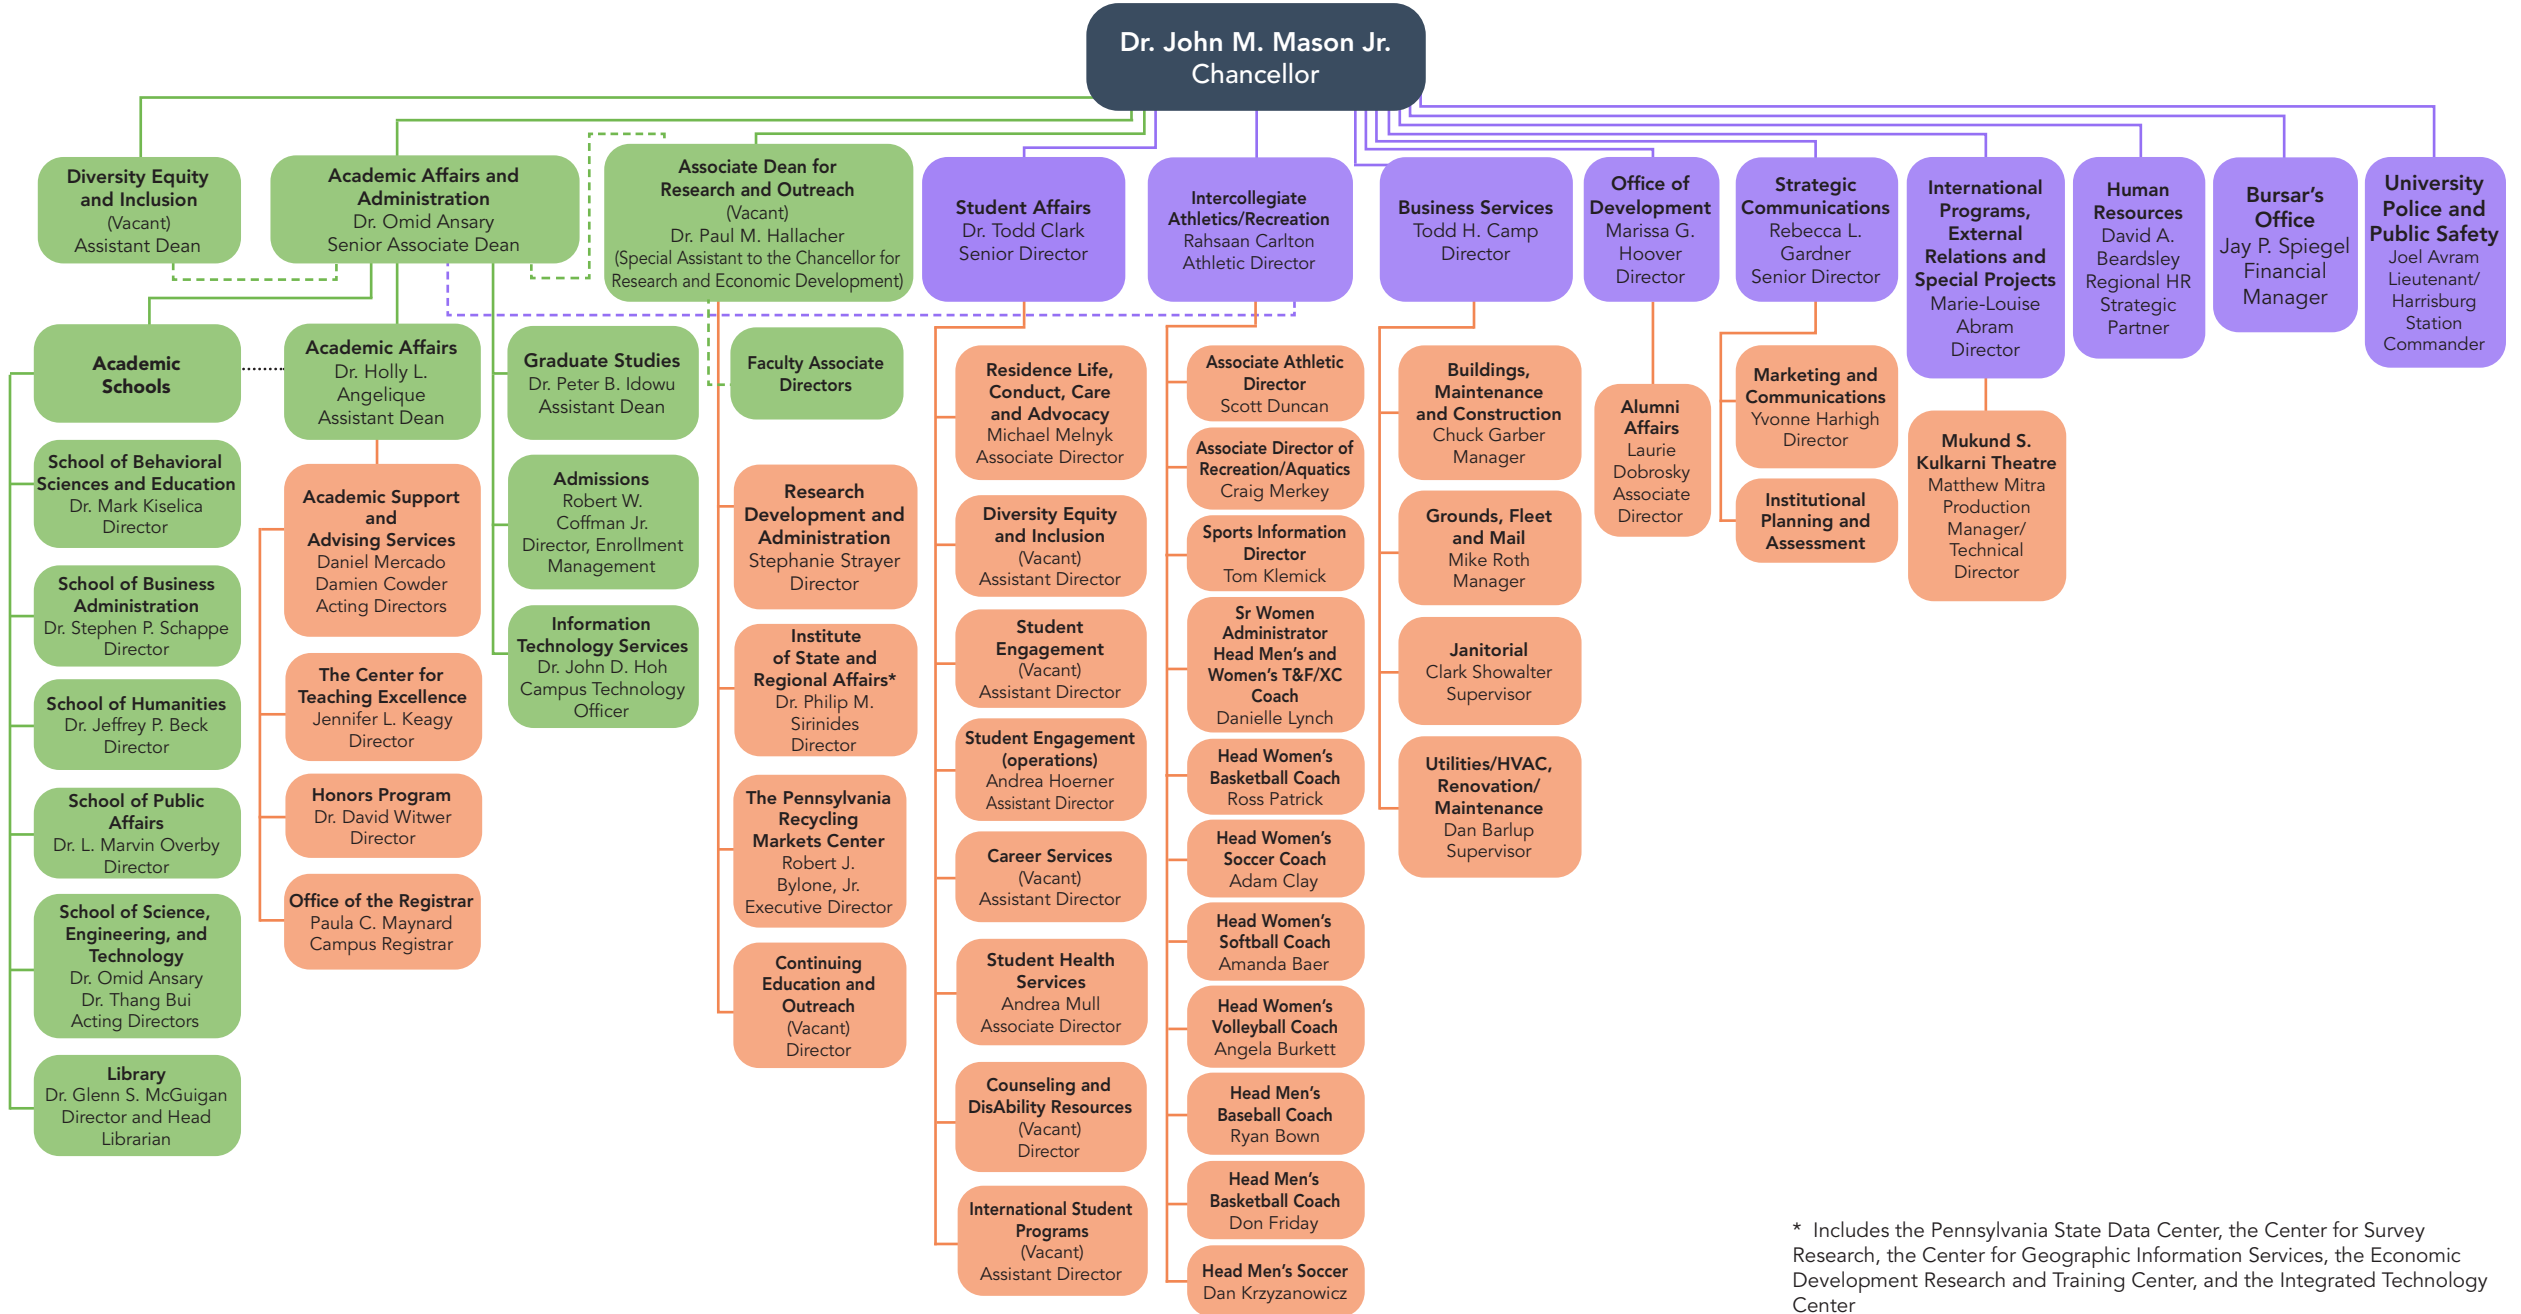 Dr. John M. Mason Jr.
Chancellor
Diversity Equity
and Inclusion
(Vacant)
Assistant Dean
Academic Affairs and
Administration
Dr. Omid Ansary
Senior Associate Dean
Associate Dean for
Research and Outreach
(Vacant)
Dr. Paul M. Hallacher
(Special Assistant to the Chancellor for
Research and Economic Development)
Student Affairs
Dr. Todd Clark
Senior Director
Intercollegiate
Athletics/Recreation
Rahsaan Carlton
Athletic Director
Business Services
Todd H. Camp
Director
Office of
Development
Marissa G.
Hoover
Director
Strategic
Communications
Rebecca L.
Gardner
Senior Director
International
Programs,
External
Relations and
Special Projects
Marie-Louise
Abram
Director
Human
Resources
David A.
Beardsley
Regional HR
Strategic
Partner
Bursar's
Office
Jay P. Spiegel
Financial
Manager
University
Police and
Public Safety
Joel Avram
Lieutenant/
Harrisburg
Station
Commander
Academic
Schools
School of Behavioral
Sciences and Education
Dr. Mark Kiselica
Director
School of Business
Administration
Dr. Stephen P. Schappe
Director
School of Humanities
Dr. Jeffrey P. Beck
Director
School of Public
Affairs
Dr. L. Marvin Overby
Director
School of Science,
Engineering, and
Technology
Dr. Omid Ansary
Dr. Thang Bui
Acting Directors
Library
Dr. Glenn S. McGuigan
Director and Head
Librarian
Academic Affairs
Dr. Holly L.
Angelique
Assistant Dean
Academic Support
and
Advising Services
Daniel Mercado
Damien Cowder
Acting Directors
The Center for
Teaching Excellence
Jennifer L. Keagy
Director
Honors Program
Dr. David Witwer
Director
Office of the Registrar
Paula C. Maynard
Campus Registrar
Graduate Studies
Dr. Peter B. Idowu
Assistant Dean
Admissions
Robert W.
Coffman Jr.
Director, Enrollment
Management
Information
Technology Services
Dr. John D. Hoh
Campus Technology
Officer
Faculty Associate
Directors
Research
Development and
Administration
Stephanie Strayer
Director
Institute
of State and
Regional Affairs*
Dr. Philip M.
Sirinides
Director
The Pennsylvania
Recycling
Markets Center
Robert J.
Bylone, Jr.
Executive Director
Continuing
Education and
Outreach
(Vacant)
Director
Residence Life,
Conduct, Care
and Advocacy
Michael Melnyk
Associate Director
Diversity Equity
and Inclusion
(Vacant)
Assistant Director
Student
Engagement
(Vacant)
Assistant Director
Student Engagement
(operations)
Andrea Hoerner
Assistant Director
Career Services
(Vacant)
Assistant Director
Student Health
Services
Andrea Mull
Associate Director
Counseling and
DisAbility Resources
(Vacant)
Director
International Student
Programs
(Vacant)
Assistant Director
Associate Athletic
Director
Scott Duncan
Associate Director of
Recreation/Aquatics
Craig Merkey
Sports Information
Director
Tom Klemick
Sr Women
Administrator
Head Men's and
Women's T&F/XC
Coach
Danielle Lynch
Head Women's
Basketball Coach
Ross Patrick
Head Women's
Soccer Coach
Adam Clay
Head Women's
Softball Coach
Amanda Baer
Head Women's
Volleyball Coach
Angela Burkett
Head Men's
Baseball Coach
Ryan Bown
Head Men's
Basketball Coach
Don Friday
Head Men's Soccer
Dan Krzyzanowicz
Buildings,
Maintenance
and Construction
Chuck Garber
Manager
Grounds, Fleet
and Mail
Mike Roth
Manager
Janitorial
Clark Showalter
Supervisor
Utilities/HVAC,
Renovation/
Maintenance
Dan Barlup
Supervisor
Alumni
Affairs
Laurie
Dobrosky
Associate
Director
Marketing and
Communications
Yvonne Harhigh
Director
Institutional
Planning and
Assessment
Mukund S.
Kulkarni Theatre
Matthew Mitra
Production
Manager/
Technical
Director
* Includes the Pennsylvania State Data Center, the Center for Survey
Research, the Center for Geographic Information Services, the Economic
Development Research and Training Center, and the Integrated Technology
Center